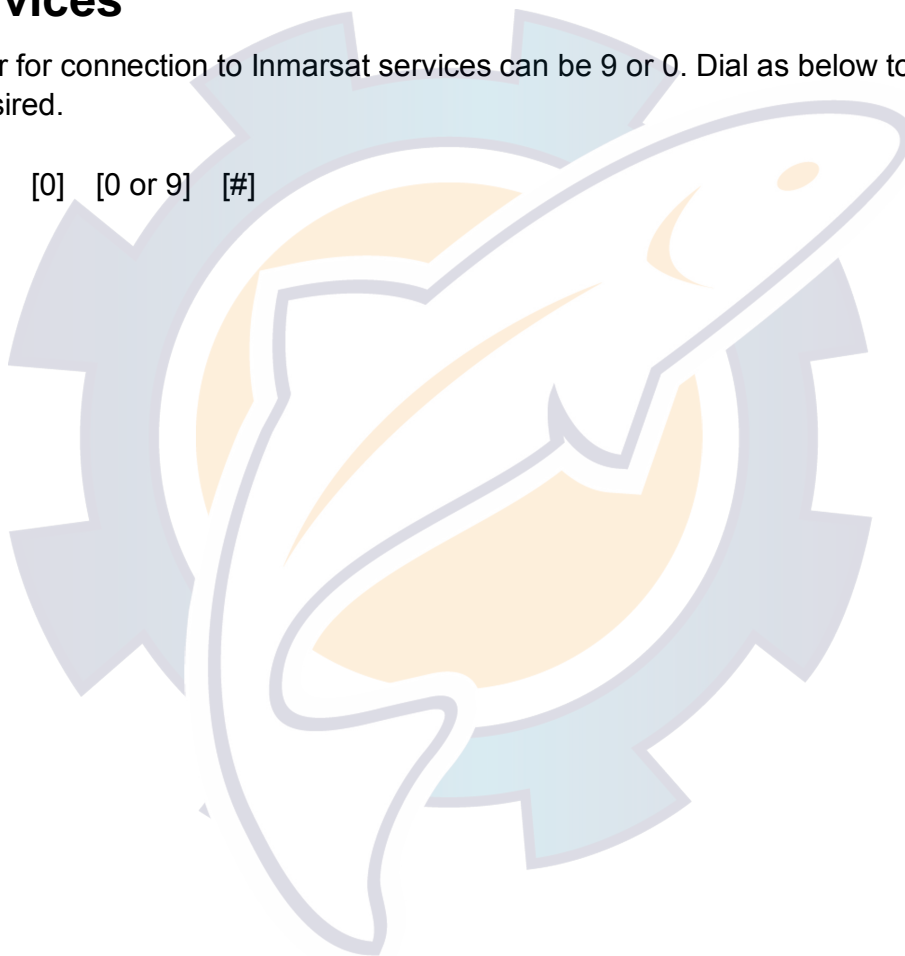 vices
r for connection to Inmarsat services can be 9 or 0. Dial as below to
sired.
[0] [0 or 9] [#]